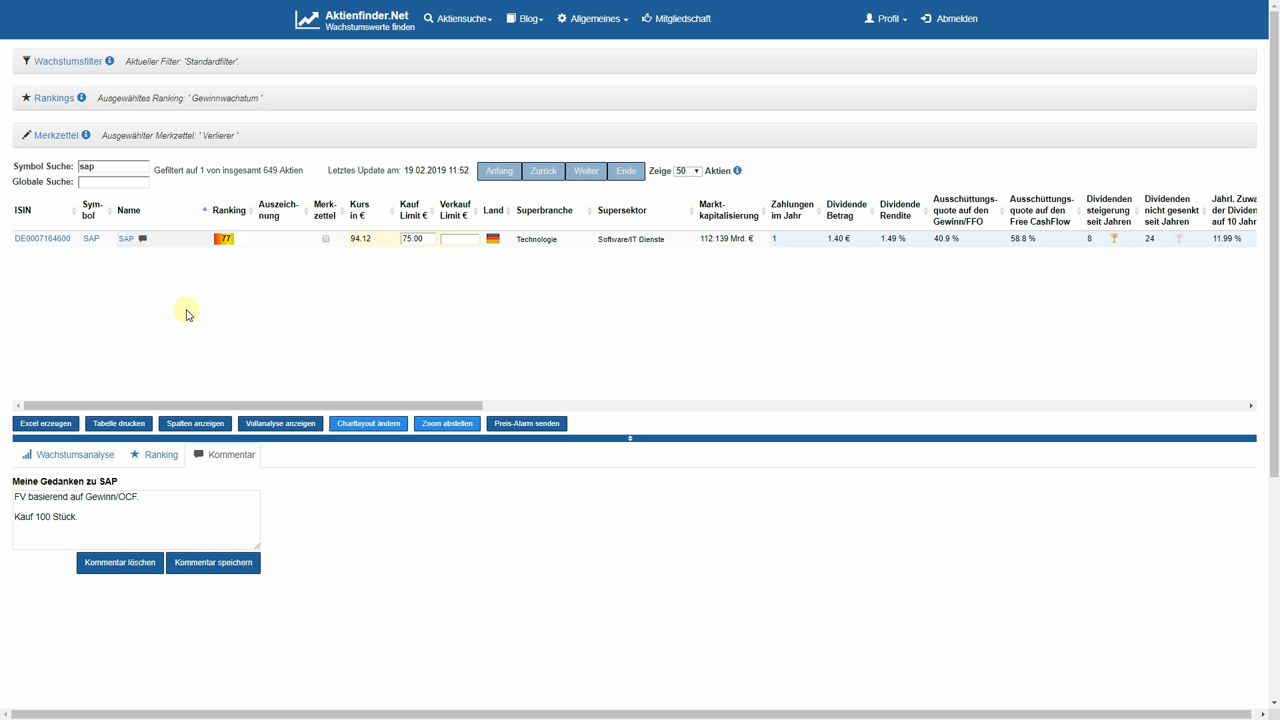 Aktienfinder.Net
Wachstumswerte finden
Aktiensuche
Blog
Allgemeines
Mitgliedschaft
Profil
Abmelden
Wachstumsfilter Aktueller Filter: 'Standardfilter'.
Rankings Ausgewähltes Ranking: ' Gewinnwachstum '
Merkzettel Ausgewählter Merkzettel: ' Verlierer '
Symbol Suche: sap
Globale Suche:
Gefiltert auf 1 von insgesamt 649 Aktien
Letztes Update am: 19.02.2019 11:52
Anfang Zurück Weiter Ende Zeige 50 Aktien
ISIN
Sym-
bol
Name
Ranking
Auszeich-
nung
Merk-
zettel
Kurs
in €
Kauf
Limit €
Verkauf
Limit €
Land
Superbranche
Supersektor
Markt-
kapitalisierung
Zahlungen
im Jahr
Dividende
Betrag
Dividende
Rendite
Ausschüttungs-
quote auf den
Gewinn/FFO
Ausschüttungs-
quote auf den
Free CashFlow
Dividenden
steigerung
seit Jahren
Dividenden
nicht gesenkt
seit Jahren
Jährl. Zuwa
der Dividen
auf 10 Jahr
DE0007164600 SAP SAP 77 94.12 75.00 Technologie Software/IT Dienste 112.139 Mrd. € 1 1.40 € 1.49 % 40.9 % 58.8 % 8 24 11.99 %
Excel erzeugen Tabelle drucken Spalten anzeigen Vollanalyse anzeigen Chartlayout ändern Zoom abstellen Preis-Alarm senden
Wachstumsanalyse Ranking Kommentar
Meine Gedanken zu SAP
FV basierend auf Gewinn/OCF.
Kauf 100 Stück.
Kommentar löschen Kommentar speichern